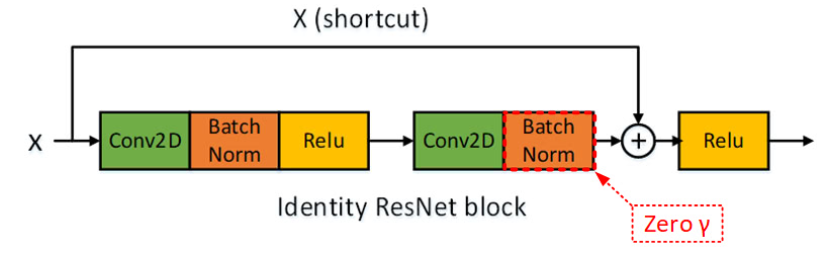 X (shortcut)
X
Conv2D
Batch
Norm
Relu
Conv2D
Batch
Norm
+
Relu
Identity ResNet block
Zero γ